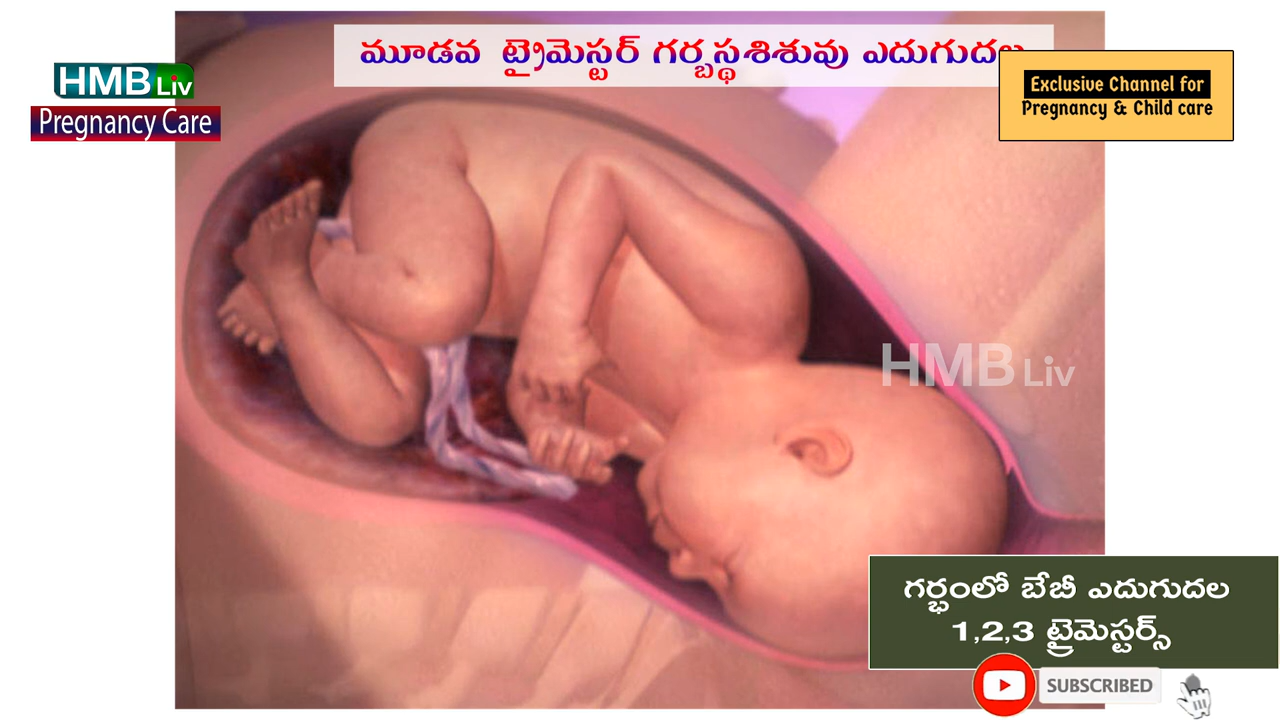 మూడవ ట్రైమెస్టర్ గర్బస్థశిశువు ఎదుగుదల
HMB Liv
Pregnancy Care
Exclusive Channel for
Pregnancy & Child care
HMB Liv
గర్భంలో బేబీ ఎదుగుదల
1,2,3 ట్రైమెస్టర్స్
SUBSCRIBED